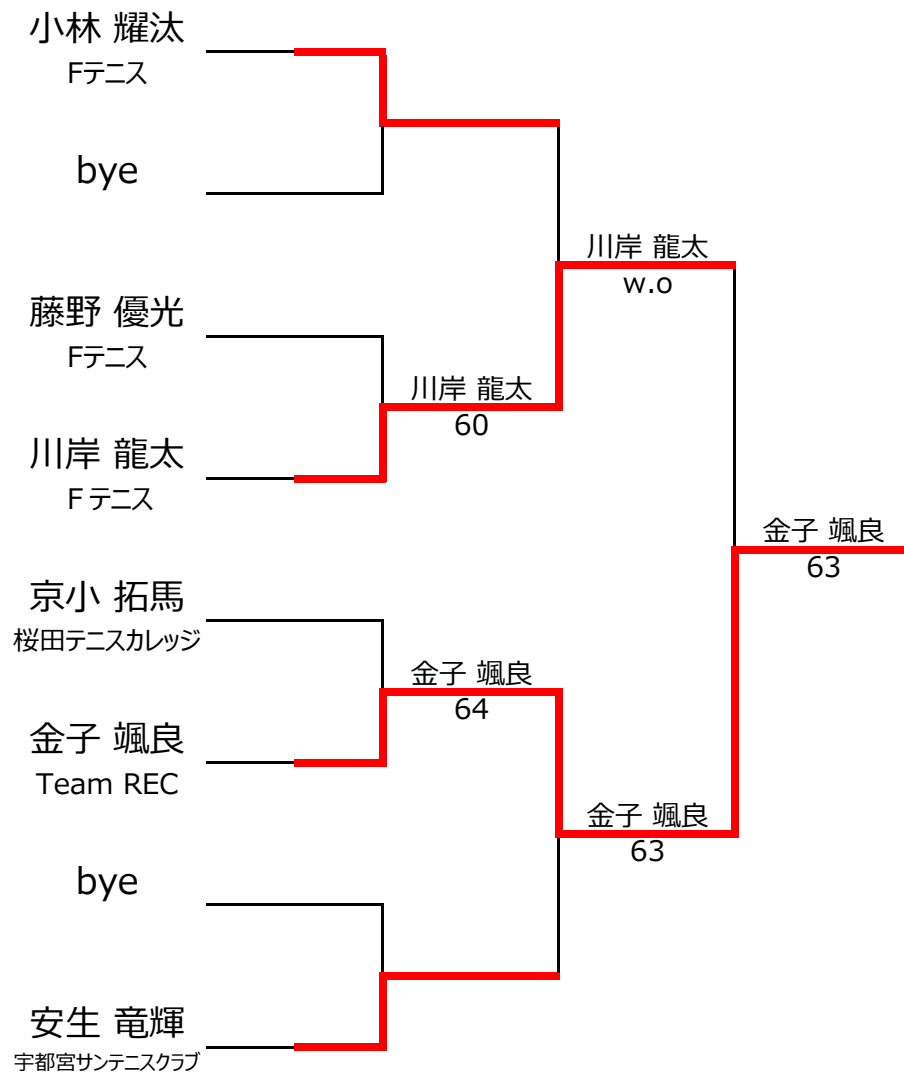 小林 耀汰
Fテニス
bye
川岸 龍太
w.o
藤野 優光
Fテニス
川岸 龍太
60
川岸 龍太
Fテニス
金子 颯良
63
京小 拓馬
桜田テニスカレッジ
金子 颯良
64
金子 颯良
Team REC
金子 颯良
63
bye
安生 竜輝
宇都宮サンテニスクラブ